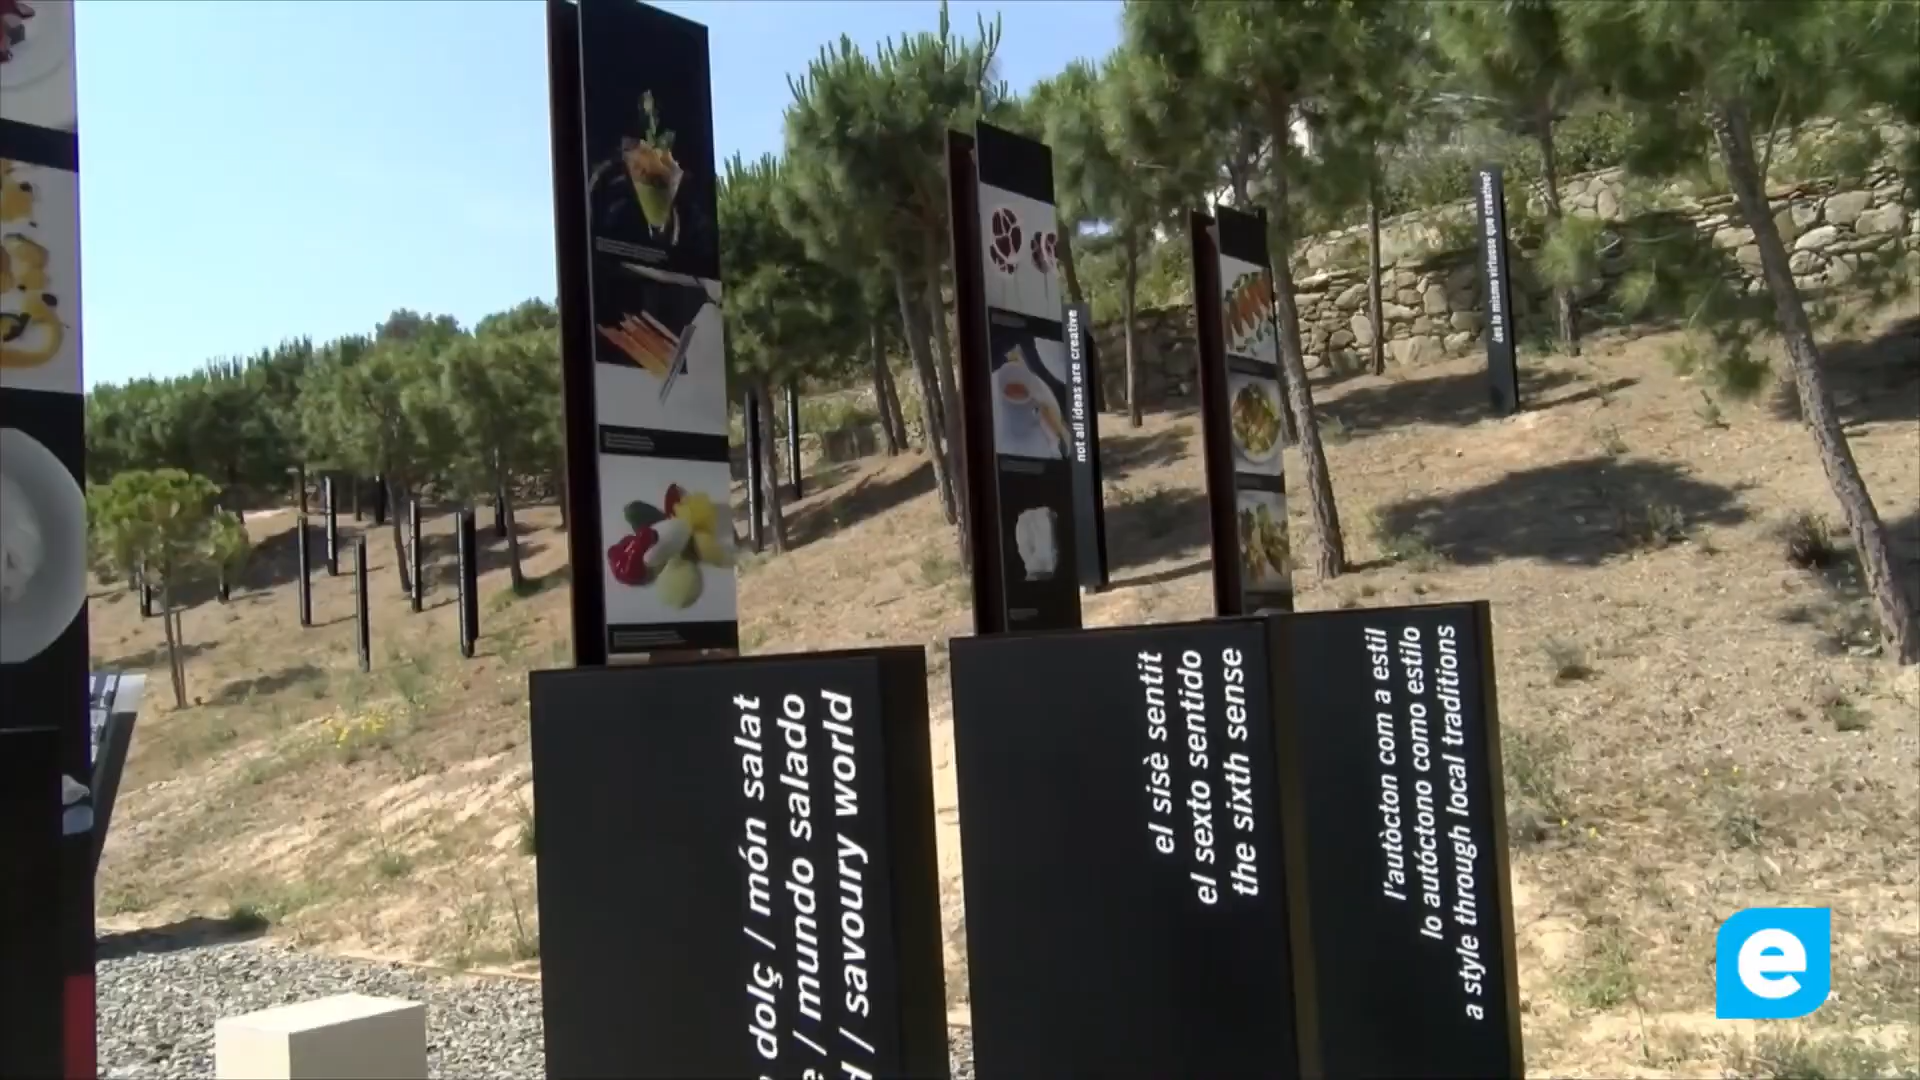 dolç / món salat
/ mundo salado
/ savoury world
el sisè sentit
el sexto sentido
the sixth sense
l'autòcton com a estil
lo autóctono como estilo
a style through local traditions
not all ideas are creative
¿es lo mismo virtuoso que creativo?
e